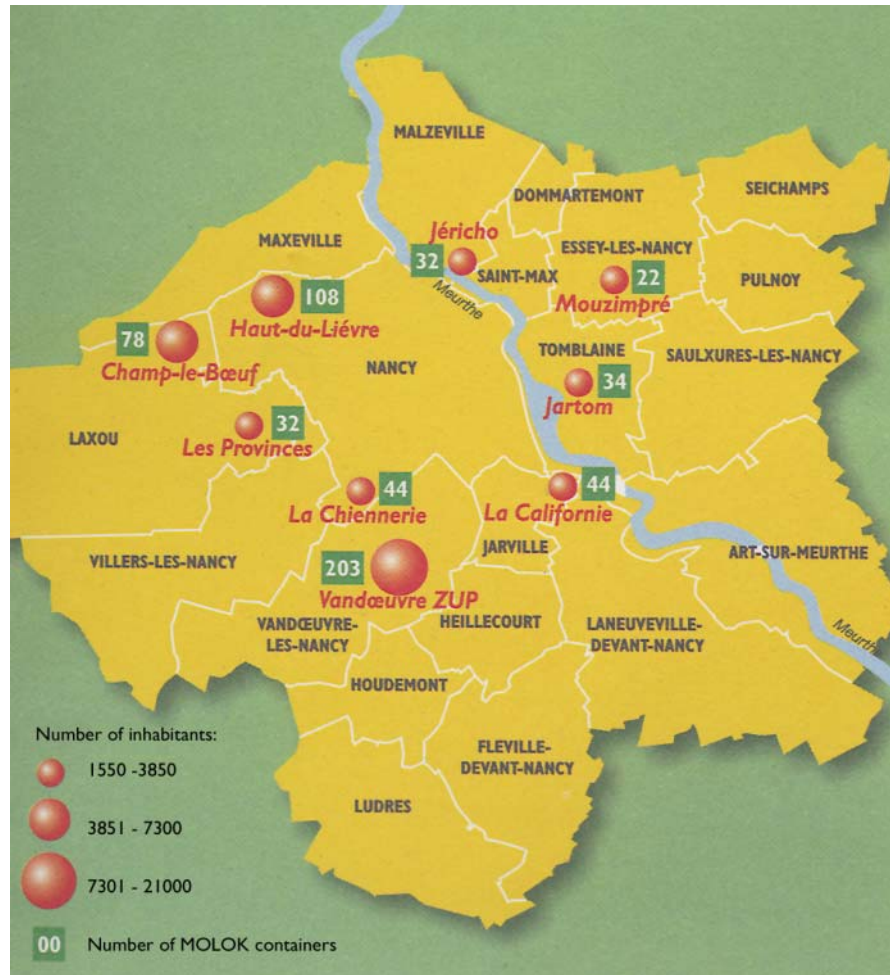 MALZEVILLE
DOMMARTEMONT
SEICHAMPS
MAXEVILLE
Jéricho
32
SAINT-MAX
ESSEY-LES-NANCY
22
Mouzimpré
PULNOY
Meurthe
108
Haut-du-Liévre
78
Champ-le-Bœuf
NANCY
TOMBLAINE
34
Jartom
SAULXURES-LES-NANCY
LAXOU
32
Les Provinces
44
La Chiennerie
44
La Californie
JARVILLE
VILLERS-LES-NANCY
203
Vandœuvre ZUP
ART-SUR-MEURTHE
Meurthe
VANDŒUVRE-
LES-NANCY
HEILLECOURT
LANEUVEVILLE-
DEVANT-NANCY
HOUDEMONT
FLEVILLE-
DEVANT-NANCY
LUDRES
Number of inhabitants:
1550 -3850
3851 - 7300
7301 - 21000
00 Number of MOLOK containers